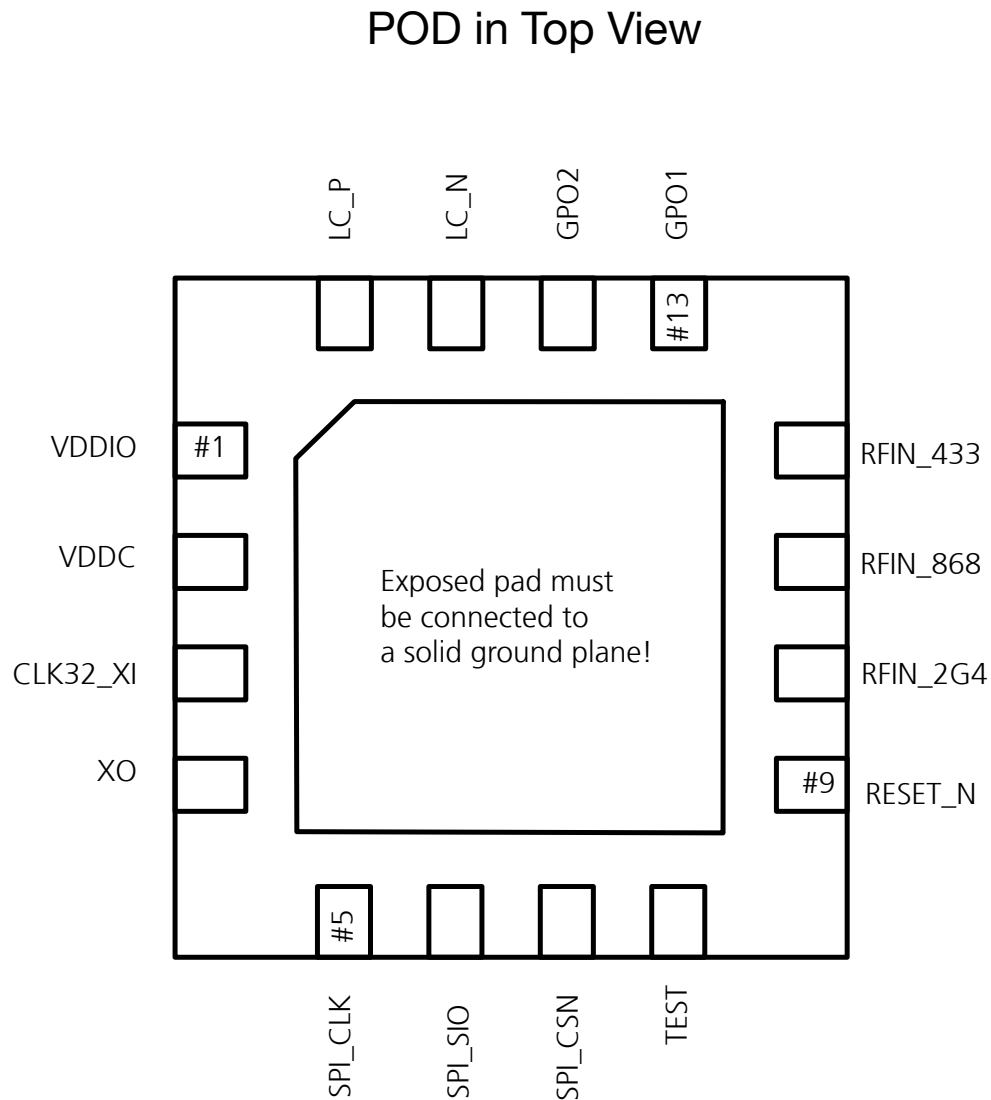 POD in Top View
LC_P
LC_N
GPO2
GPO1
#13
VDDIO
#1
RFIN_433
VDDC
RFIN_868
Exposed pad must
be connected to
a solid ground plane!
CLK32_XI
RFIN_2G4
XO
#9
RESET_N
#5
SPI_CLK
SPI_SIO
SPI_CSN
TEST